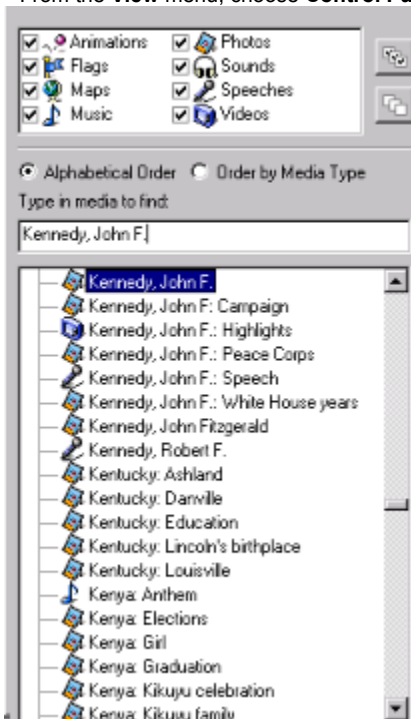 From the View menu, choose Control Pa
Animations Photos
Flags Sounds
Maps Speeches
Music Videos
Alphabetical Order Order by Media Type
Type in media to find:
Kennedy, John F.
Kennedy, John F.
Kennedy, John F: Campaign
Kennedy, John F.: Highlights
Kennedy, John F.: Peace Corps
Kennedy, John F.: Speech
Kennedy, John F.: White House years
Kennedy, John Fitzgerald
Kennedy, Robert F.
Kentucky: Ashland
Kentucky: Danville
Kentucky: Education
Kentucky: Lincoln's birthplace
Kentucky: Louisville
Kenya: Anthem
Kenya: Elections
Kenya: Girl
Kenya: Graduation
Kenya: Kikuyu celebration
Kenya: Kikuyu family